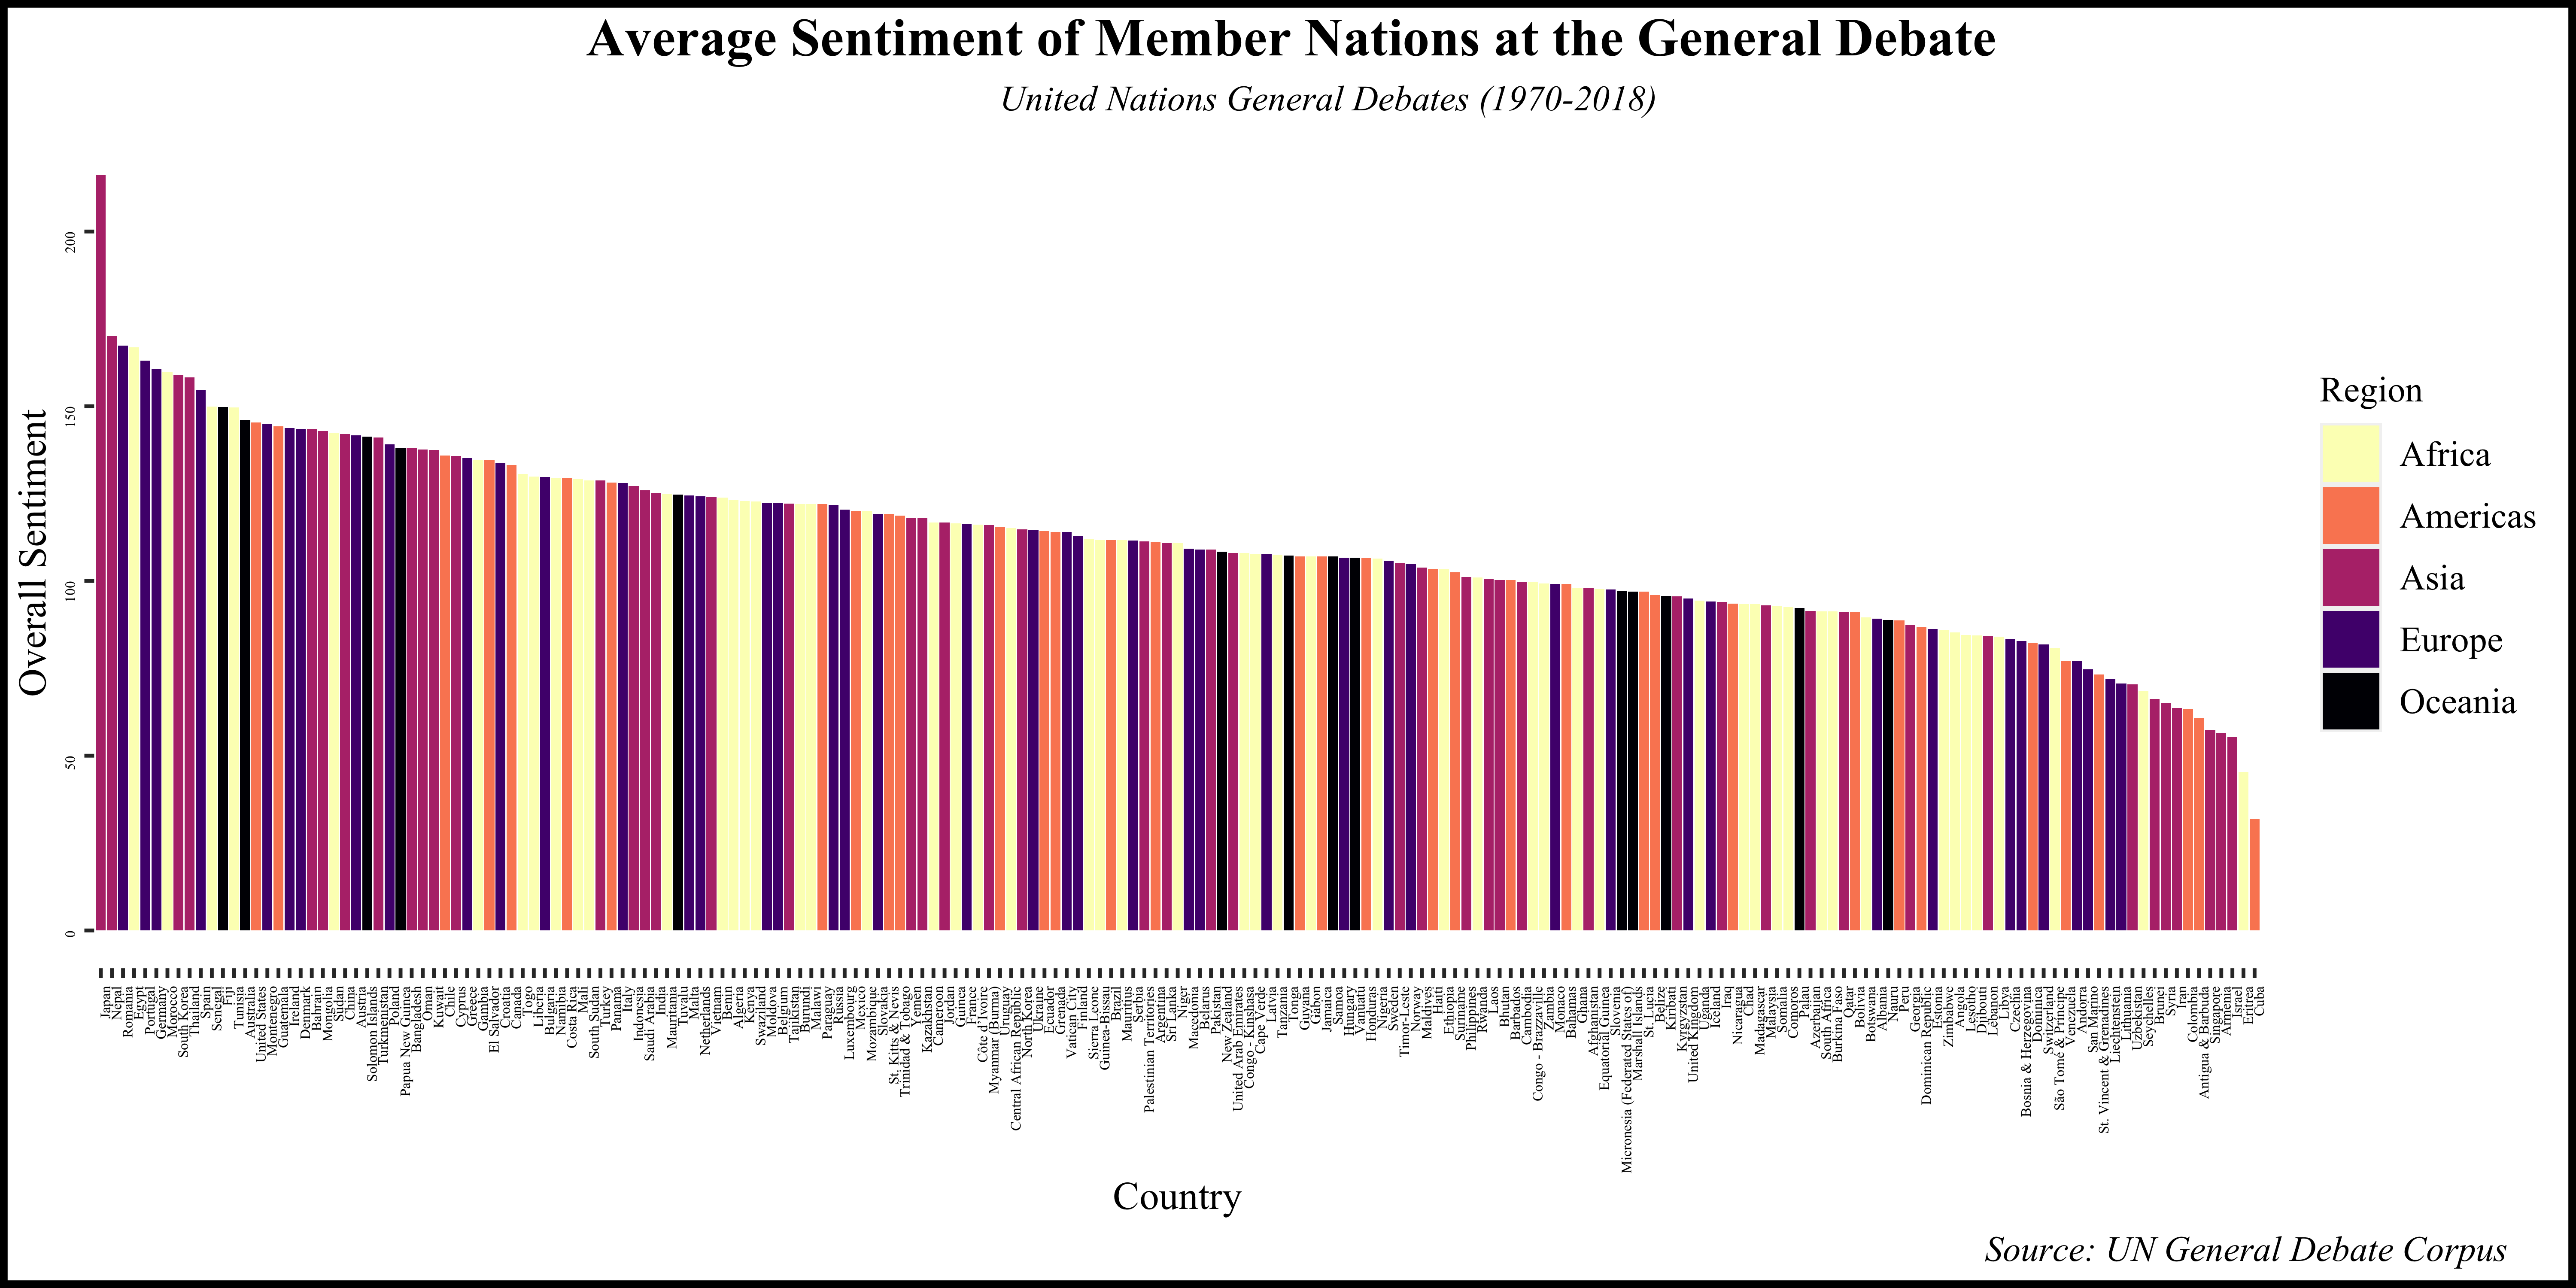 Average Sentiment of Member Nations at the General Debate
United Nations General Debates (1970-2018)
Overall Sentiment
200
150
100
50
0
Region
Africa
Americas
Asia
Europe
Oceania
Japan
Nepal
Romania
Egypt
Portugal
Germany
Morocco
South Korea
Thailand
Spain
Senegal
Fiji
Tunisia
Australia
United States
Montenegro
Guatemala
Ireland
Denmark
Bahrain
Mongolia
Sudan
China
Austria
Solomon Islands
Turkmenistan
Poland
Papua New Guinea
Bangladesh
Oman
Kuwait
Chile
Cyprus
Greece
Gambia
El Salvador
Croatia
Canada
Togo
Liberia
Bulgaria
Namibia
Costa Rica
Mali
South Sudan
Turkey
Panama
Italy
Indonesia
Saudi Arabia
India
Mauritania
Tuvalu
Malta
Netherlands
Vietnam
Benin
Algeria
Kenya
Swaziland
Moldova
Belgium
Tajikistan
Burundi
Malawi
Paraguay
Russia
Luxembourg
Mexico
Mozambique
Slovakia
St. Kitts & Nevis
Trinidad & Tobago
Yemen
Kazakhstan
Cameroon
Jordan
Guinea
France
Côte d'Ivoire
Myanmar (Burma)
Uruguay
Central African Republic
North Korea
Ukraine
Ecuador
Grenada
Vatican City
Finland
Sierra Leone
Guinea-Bissau
Brazil
Mauritius
Serbia
Palestinian Territories
Argentina
Sri Lanka
Niger
Macedonia
Belarus
Pakistan
New Zealand
United Arab Emirates
Congo - Kinshasa
Cape Verde
Latvia
Tanzania
Tonga
Guyana
Gabon
Jamaica
Samoa
Hungary
Vanuatu
Honduras
Nigeria
Sweden
Timor-Leste
Norway
Maldives
Haiti
Ethiopia
Suriname
Philippines
Rwanda
Laos
Bhutan
Barbados
Cambodia
Congo - Brazzaville
Zambia
Monaco
Bahamas
Ghana
Afghanistan
Equatorial Guinea
Slovenia
Micronesia (Federated States of)
Marshall Islands
St. Lucia
Belize
Kiribati
Kyrgyzstan
United Kingdom
Uganda
Iceland
Iraq
Nicaragua
Chad
Madagascar
Malaysia
Somalia
Comoros
Palau
Azerbaijan
South Africa
Burkina Faso
Qatar
Bolivia
Botswana
Albania
Nauru
Peru
Georgia
Dominican Republic
Estonia
Zimbabwe
Angola
Lesotho
Djibouti
Lebanon
Libya
Czechia
Bosnia & Herzegovina
Dominica
Switzerland
São Tomé & Príncipe
Venezuela
Andorra
San Marino
St. Vincent & Grenadines
Liechtenstein
Lithuania
Uzbekistan
Seychelles
Brunei
Syria
Iran
Colombia
Antigua & Barbuda
Singapore
Armenia
Israel
Eritrea
Cuba
Country
Source: UN General Debate Corpus